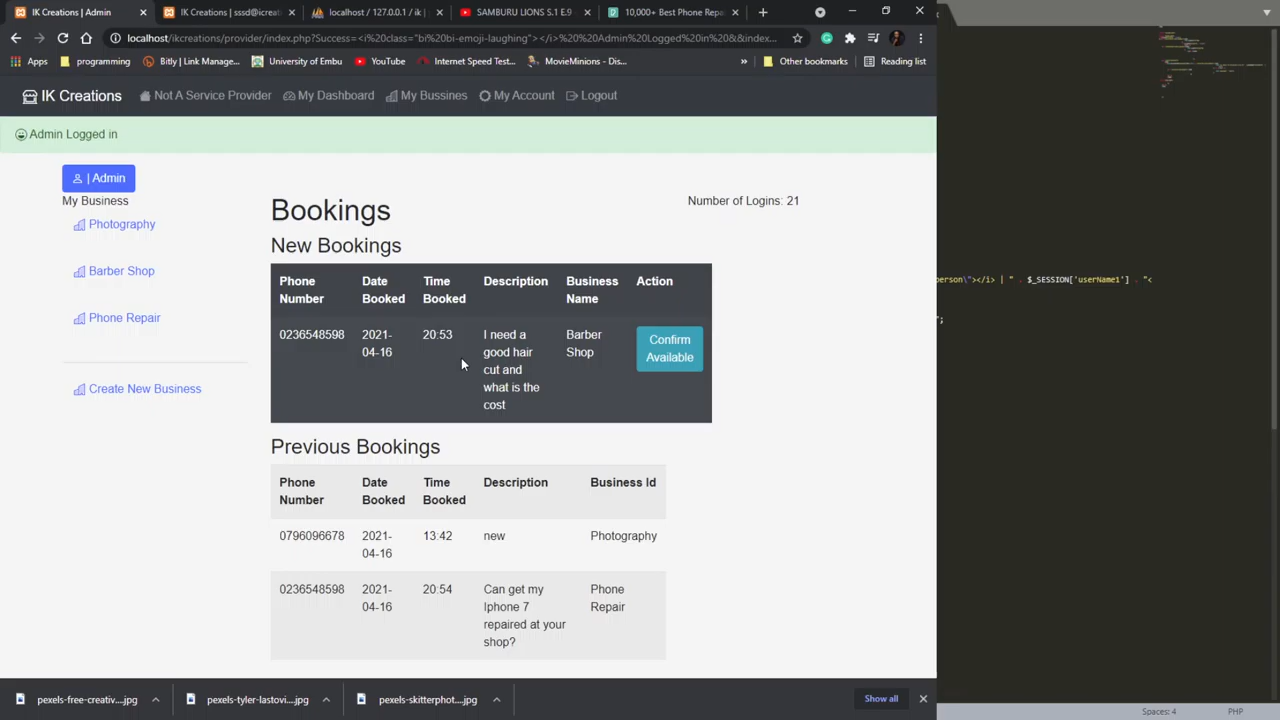 IK Creations
IK Creations | sssd@icreat
localhost / 127.0.0.1 / ik |
SAMBURU LIONS S.1 E.9
10,000+ Best Phone Repai
localhost/ikcreations/provider/index.php?Success=<i%20class="bi%20bi-emoji-laughing"></i>%20%20Admin%20Logged%20in%20&&inde
Apps
programming
Bitly | Link Manag...
University of Embu
YouTube
Internet Speed Test...
MovieMinions - Dis...
»
Other bookmarks
Reading list
IK Creations
Not A Service Provider
My Dashboard
My Bussines
My Account
Logout
Admin Logged in
| Admin
My Business
Photography
Barber Shop
Phone Repair
Create New Business
Bookings
Number of Logins: 21
New Bookings
Phone Number Date Booked Time Booked Description Business Name Action
0236548598 2021-04-16 20:53 I need a good hair cut and what is the cost Barber Shop Confirm Available
Previous Bookings
Phone Number Date Booked Time Booked Description Business Id
0796096678 2021-04-16 13:42 new Photography
0236548598 2021-04-16 20:54 Can get my Iphone 7 repaired at your shop? Phone Repair
person\"></i> | " . $_SESSION['userName1'] . "<
";
pexels-free-creativ....jpg
pexels-tyler-lastovi....jpg
pexels-skitterphot....jpg
Show all
Spaces: 4
PHP